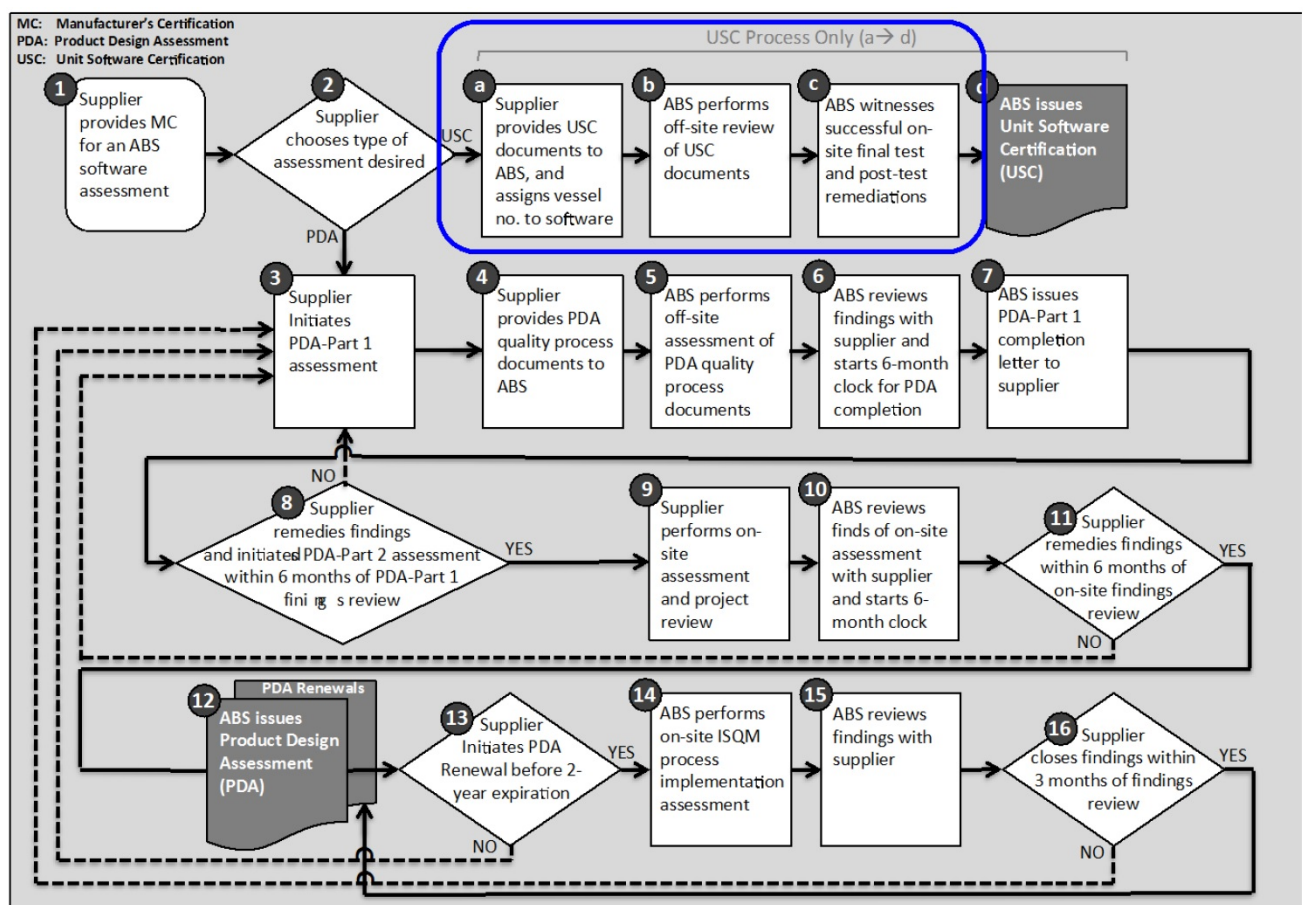 MC: Manufacturer's Certification
PDA: Product Design Assessment
USC: Unit Software Certification
USC Process Only (a→ d)
1
Supplier
provides MC
for an ABS
software
assessment
2
Supplier
chooses type of
assessment desired
USC
PDA
a
Supplier
provides USC
documents to
ABS, and
assigns vessel
no. to software
b
ABS performs
off-site review
of USC
documents
c
ABS witnesses
successful on-
site final test
and post-test
remediations
d
ABS issues
Unit Software
Certification
(USC)
3
Supplier
Initiates
PDA-Part 1
assessment
4
Supplier
provides PDA
quality process
documents to
ABS
5
ABS performs
off-site
assessment of
PDA quality
process
documents
6
ABS reviews
findings with
supplier and
starts 6-month
clock for PDA
completion
7
ABS issues
PDA-Part 1
completion
letter to
supplier
NO
8
Supplier
remedies findings
and initiated PDA-Part 2 assessment
within 6 months of PDA-Part 1
review
YES
9
Supplier
performs on-
site
assessment
and project
review
10
ABS reviews
finds of on-site
assessment
with supplier
and starts 6-
month clock
11
Supplier
remedies findings
within 6 months of
on-site findings
review
YES
NO
PDA Renewals
12
ABS issues
Product Design
Assessment
(PDA)
13
Supplier
Initiates PDA
Renewal before 2-
year expiration
YES
NO
14
ABS performs
on-site ISQM
process
implementation
assessment
15
ABS reviews
findings with
supplier
16
Supplier
closes findings within
3 months of findings
review
YES
NO